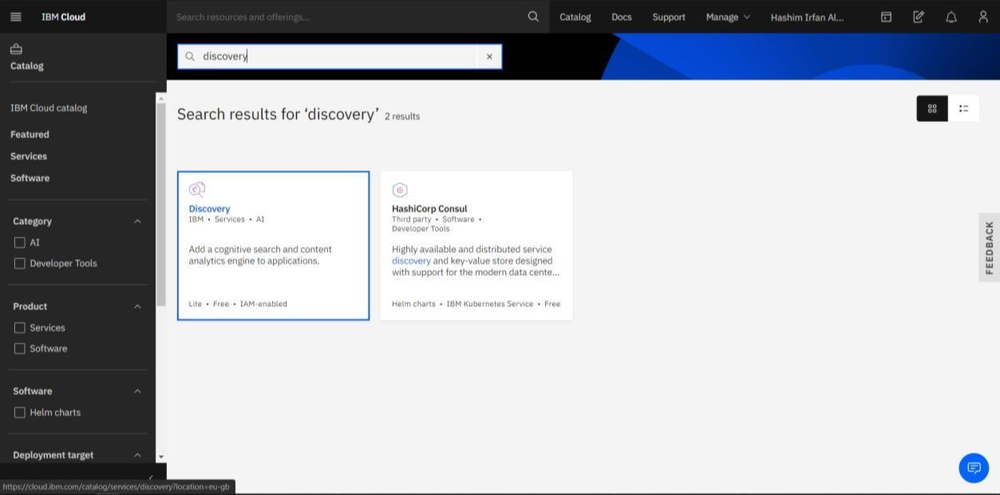 IBM Cloud
Search resources and offerings...
Catalog
Docs
Support
Manage
Hashim Irfan Al...
Catalog
discovery
IBM Cloud catalog
Featured
Services
Software
Category
AI
Developer Tools
Product
Services
Software
Software
Helm charts
Deployment target
Search results for ‘discovery’ 2 results
Discovery
IBM • Services • AI
Add a cognitive search and content
analytics engine to applications.
Lite • Free • IAM-enabled
HashiCorp Consul
Third party • Software •
Developer Tools
Highly available and distributed service
discovery and key-value store designed
with support for the modern data cente...
Helm charts • IBM Kubernetes Service • Free
FEEDBACK
https://cloud.ibm.com/catalog/services/discovery?location=eu-gb